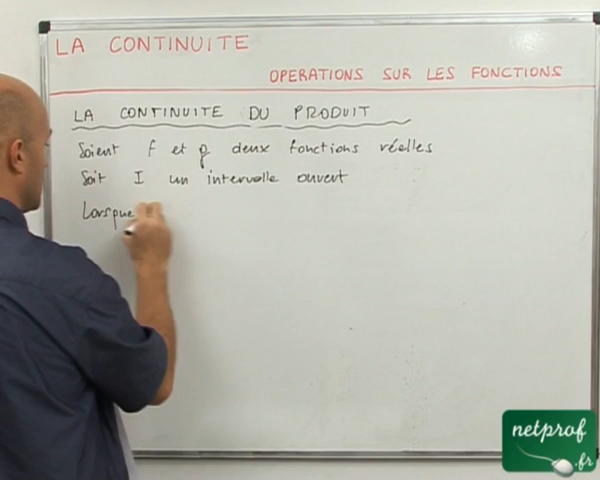 LA CONTINUITE
OPERATIONS SUR LES FONCTIONS
LA CONTINUITE DU PRODUIT
Soient f et g deux fonctions réelles
Soit I un intervalle ouvert
Lorsque
netprof
.fr